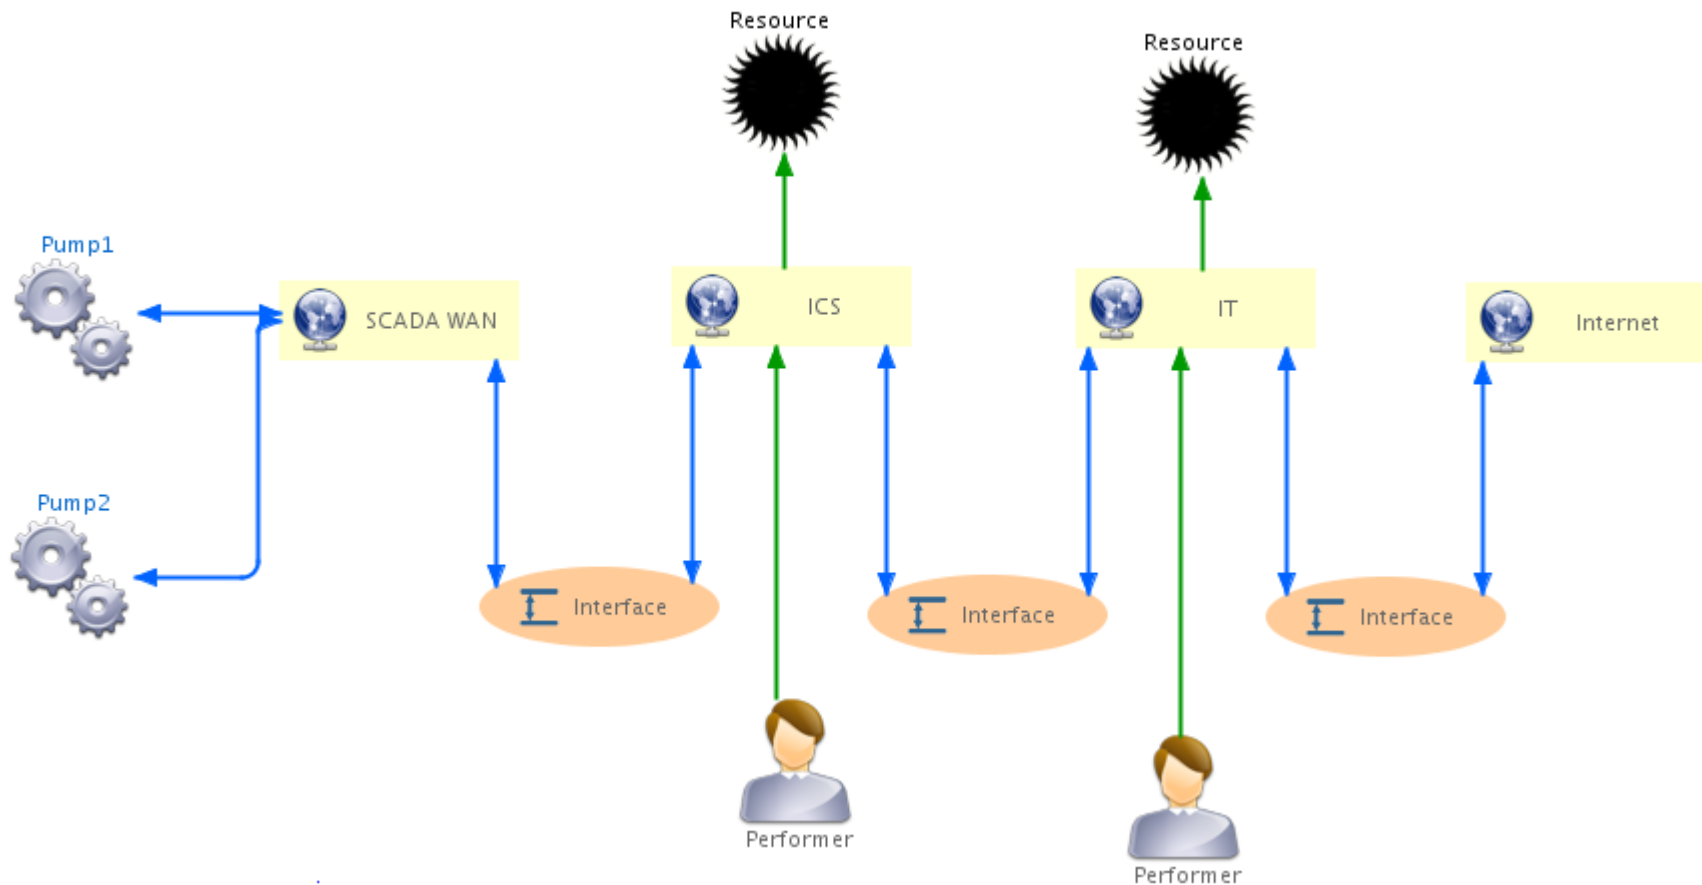 Resource
Resource
Pump1
SCADA WAN
ICS
IT
Internet
Pump2
Interface
Interface
Interface
Performer
Performer